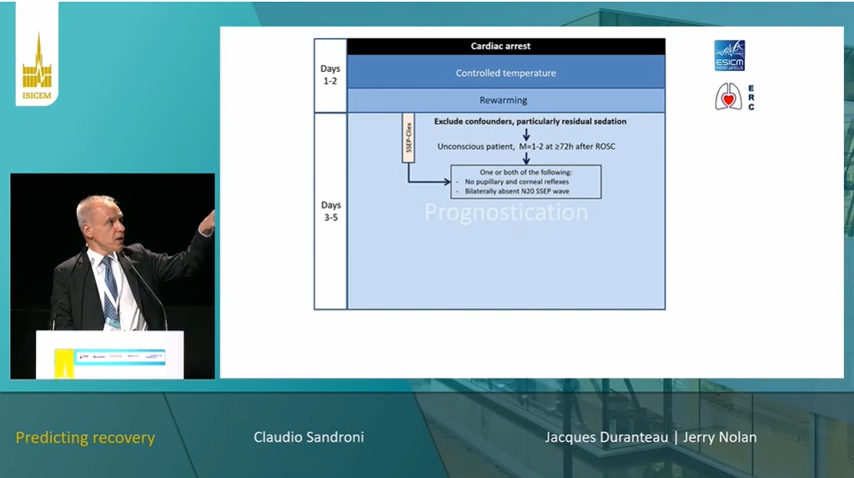 ISICEM
Cardiac arrest
Days
1-2
Controlled temperature
Rewarming
ESICM
E
R
C
Days
3-5
SSEP-Cliex
Exclude confounders, particularly residual sedation
Unconscious patient, M=1-2 at ≥72h after ROSC
One or both of the following:
- No pupillary and corneal reflexes
- Bilaterally absent N20 SSEP wave
Prognostication
Predicting recovery
Claudio Sandroni
Jacques Duranteau | Jerry Nolan